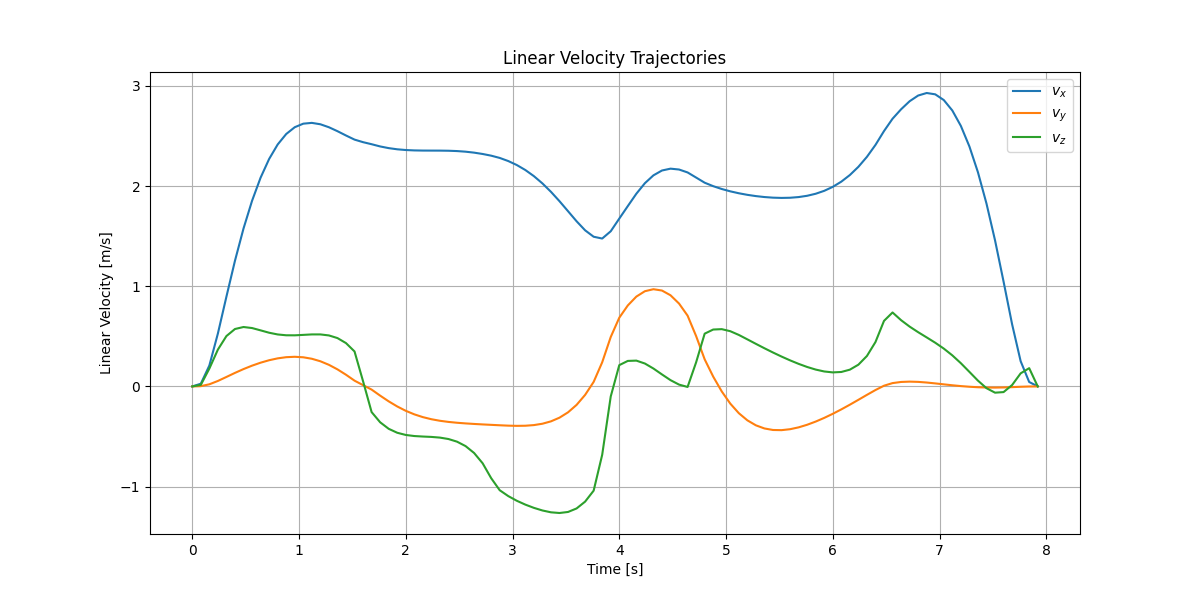 Linear Velocity Trajectories
Linear Velocity [m/s]
3
2
1
0
−1
0 1 2 3 4 5 6 7 8
Time [s]
vₓ
v_y
v_z